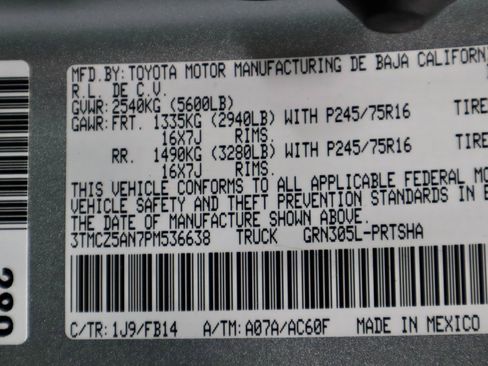 MFD.BY: TOYOTA MOTOR MANUFACTURING DE BAJA CALIFORN
R.L. DE C.V.
GVWR: 2540KG (5600LB)
GAWR: FRT. 1335KG (2940LB) WITH P245/75R16 TIRE
16X7J RIMS.
RR. 1490KG (3280LB) WITH P245/75R16 TIRE
16X7J RIMS.
THIS VEHICLE CONFORMS TO ALL APPLICABLE FEDERAL MO
VEHICLE SAFETY AND THEFT PREVENTION STANDARDS IN E
THE DATE OF MANUFACTURE SHOWN ABOVE.
3TMCZ5AN7PM536638 TRUCK GRN305L-PRTSHA
C/TR: 1J9/FB14 A/TM: A07A/AC60F MADE IN MEXICO